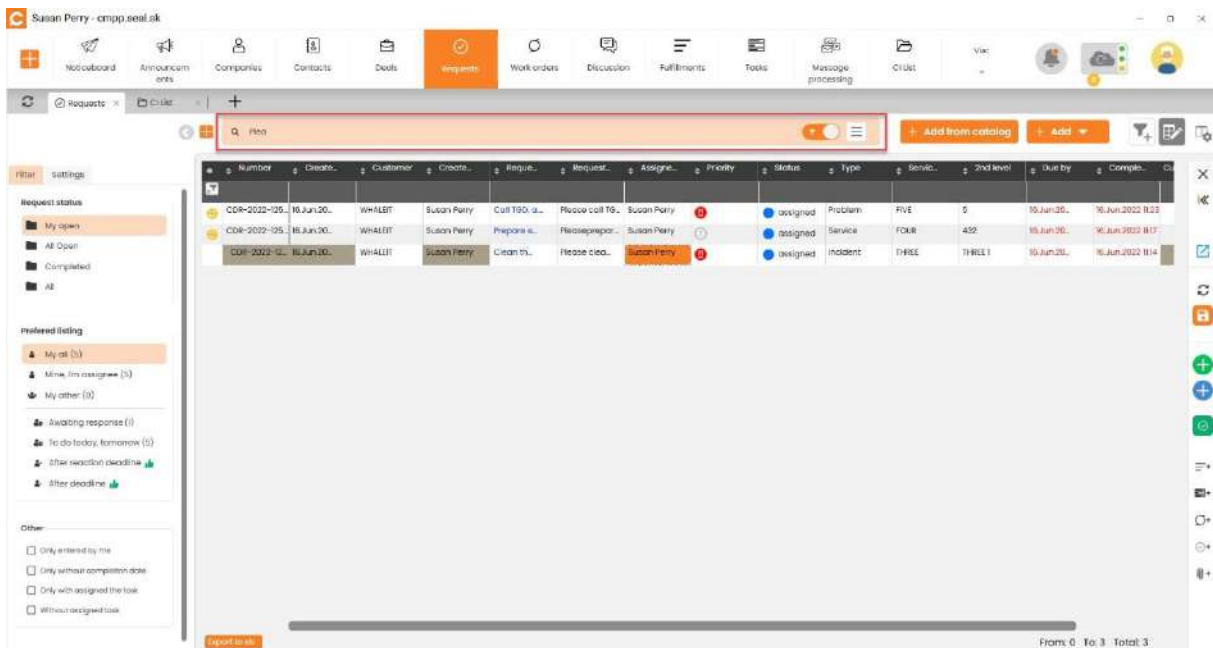 Susan Perry - cmpp.seal.sk
Noticeboard
Announcem
ents
Companies
Contacts
Deals
Requests
Work orders
Discussion
Fulfillments
Tasks
Message
processing
CI List
Viac
Requests
CI List
Plea
+ Add from catalog
+ Add
Filter
Settings
Number
Create...
Customer
Create...
Reque...
Request...
Assigne...
Priority
Status
Type
Servic...
2nd level
Due by
Comple...
Cu
CDR-2022-125... 16.Jun.20... WHALEIT Susan Perry Call TGD, a... Please call TG... Susan Perry assigned Problem FIVE 5 16.Jun.20... 16.Jun.2022 11:23
CDR-2022-125... 16.Jun.20... WHALEIT Susan Perry Prepare e... Pleaseprepar... Susan Perry assigned Service FOUR 432 16.Jun.20... 16.Jun.2022 11:17
CDR-2022-12... 16.Jun.20... WHALEIT Susan Perry Clean th... Please clea... Susan Perry assigned Incident THREE THREE 1 16.Jun.20... 16.Jun.2022 11:14
Request status
My open
All Open
Completed
All
Prefered listing
My all (5)
Mine, I'm assignee (5)
My other (0)
Awaiting response (1)
To do today, tomorrow (5)
After reaction deadline
After deadline
Other
Only entered by me
Only without completion date
Only with assigned the task
Without assigned task
Export to xls
From: 0 To: 3 Total: 3